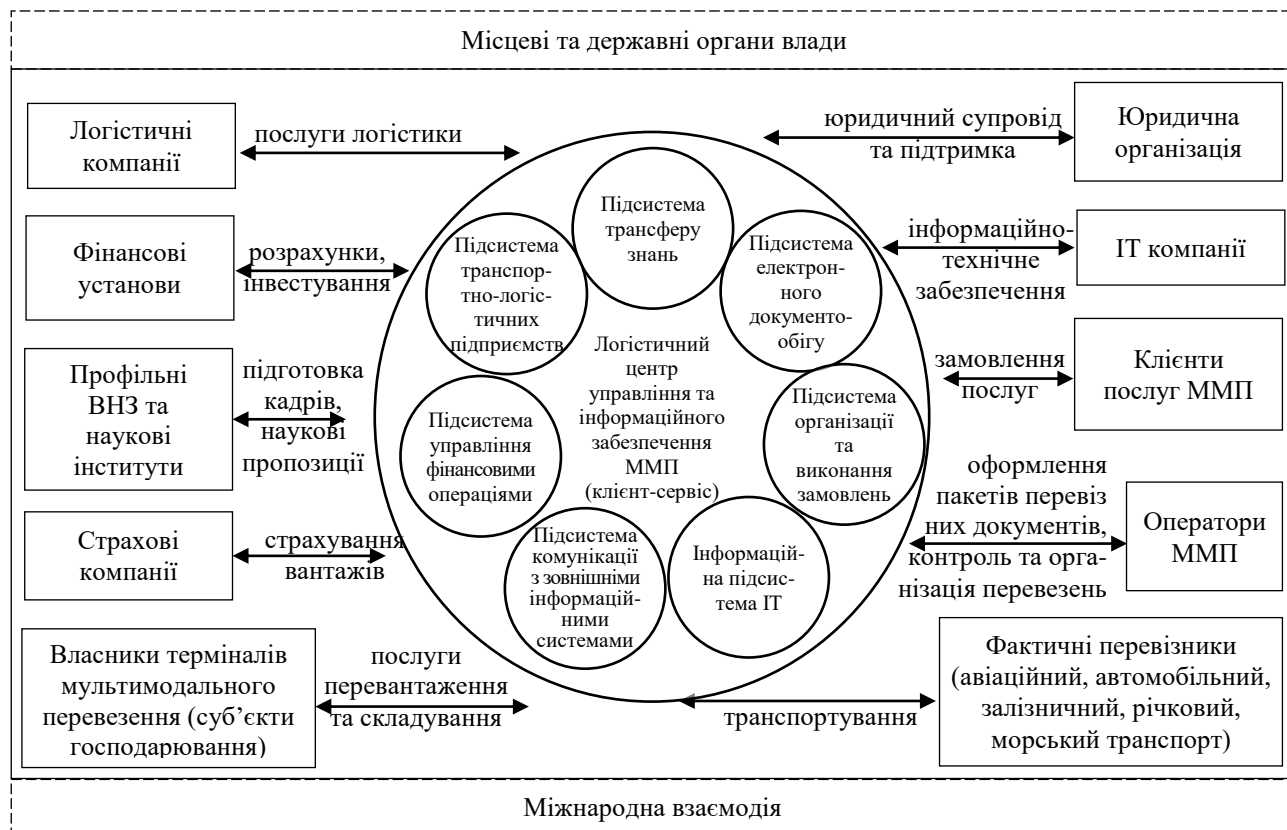 Місцеві та державні органи влади
Логістичні
компанії
послуги логістики
юридичний супровід
та підтримка
Юридична
організація
Фінансові
установи
розрахунки,
інвестування
інформаційно-
технічне
забезпечення
ІТ компанії
Профільні
ВНЗ та
наукові
інститути
підготовка
кадрів,
наукові
пропозиції
замовлення
послуг
Клієнти
послуг ММП
Страхові
компанії
страхування
вантажів
оформлення
пакетів перевіз
них документів,
контроль та орга-
нізація перевезень
Оператори
ММП
Власники терміналів
мультимодального
перевезення (суб’єкти
господарювання)
послуги
перевантаження
та складування
транспортування
Фактичні перевізники
(авіаційний, автомобільний,
залізничний, річковий,
морський транспорт)
Підсистема
трансферу
знань
Підсистема
електрон-
ного
документо-
обігу
Підсистема
організації
та
виконання
замовлень
Інформацій-
на підсис-
тема ІТ
Підсистема
комунікації
з зовнішніми
інформацій-
ними
системами
Підсистема
управління
фінансовими
операціями
Підсистема
транспор-
тно-логіс-
тичних
підприємств
Логістичний
центр
управління та
інформаційного
забезпечення
ММП
(клієнт-сервіс)
Міжнародна взаємодія